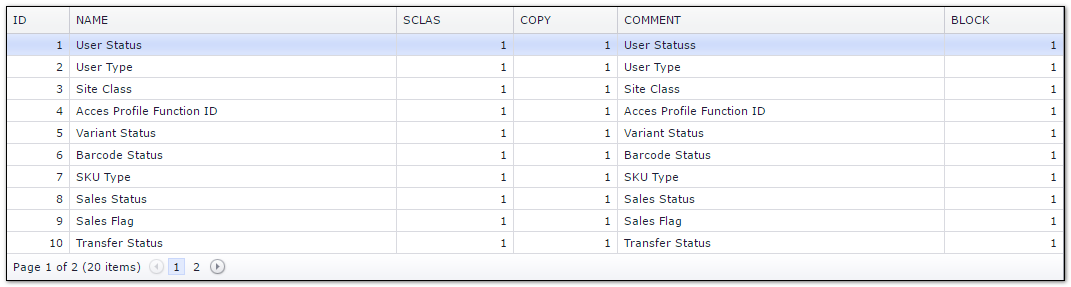 ID NAME SCLAS COPY COMMENT BLOCK
1 User Status 1 1 User Statuss 1
2 User Type 1 1 User Type 1
3 Site Class 1 1 Site Class 1
4 Acces Profile Function ID 1 1 Acces Profile Function ID 1
5 Variant Status 1 1 Variant Status 1
6 Barcode Status 1 1 Barcode Status 1
7 SKU Type 1 1 SKU Type 1
8 Sales Status 1 1 Sales Status 1
9 Sales Flag 1 1 Sales Flag 1
10 Transfer Status 1 1 Transfer Status 1
Page 1 of 2 (20 items) 1 2